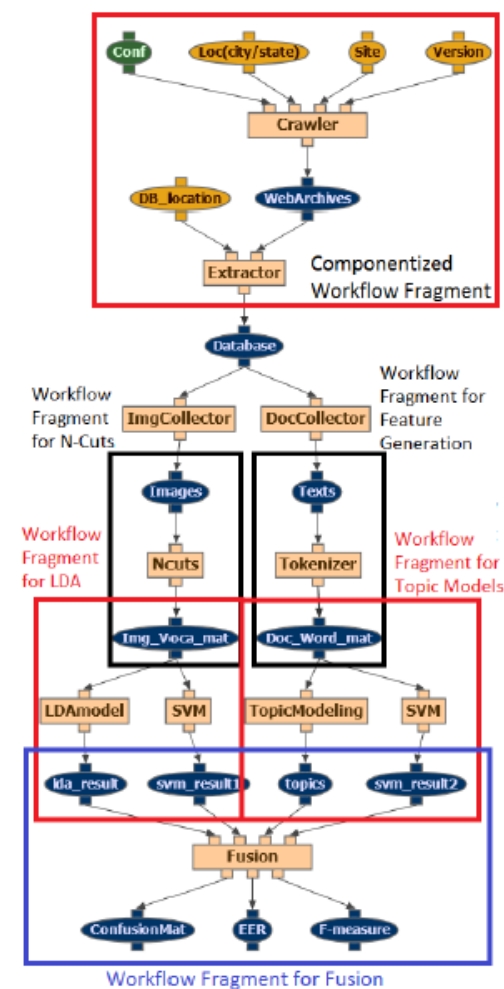 Conf Loc(city/state) Site Version
Crawler
DB_location WebArchives
Extractor
Componentized
Workflow Fragment
Database
Workflow
Fragment
for N-Cuts
ImgCollector DocCollector
Workflow
Fragment for
Feature
Generation
Images Texts
Workflow
Fragment
for LDA
Ncuts Tokenizer
Workflow
Fragment for
Topic Models
Img_Voca_mat Doc_Word_mat
LDAmodel SVM TopicModeling SVM
lda_result svm_result1 topics svm_result2
Fusion
ConfusionMat EER F-measure
Workflow Fragment for Fusion